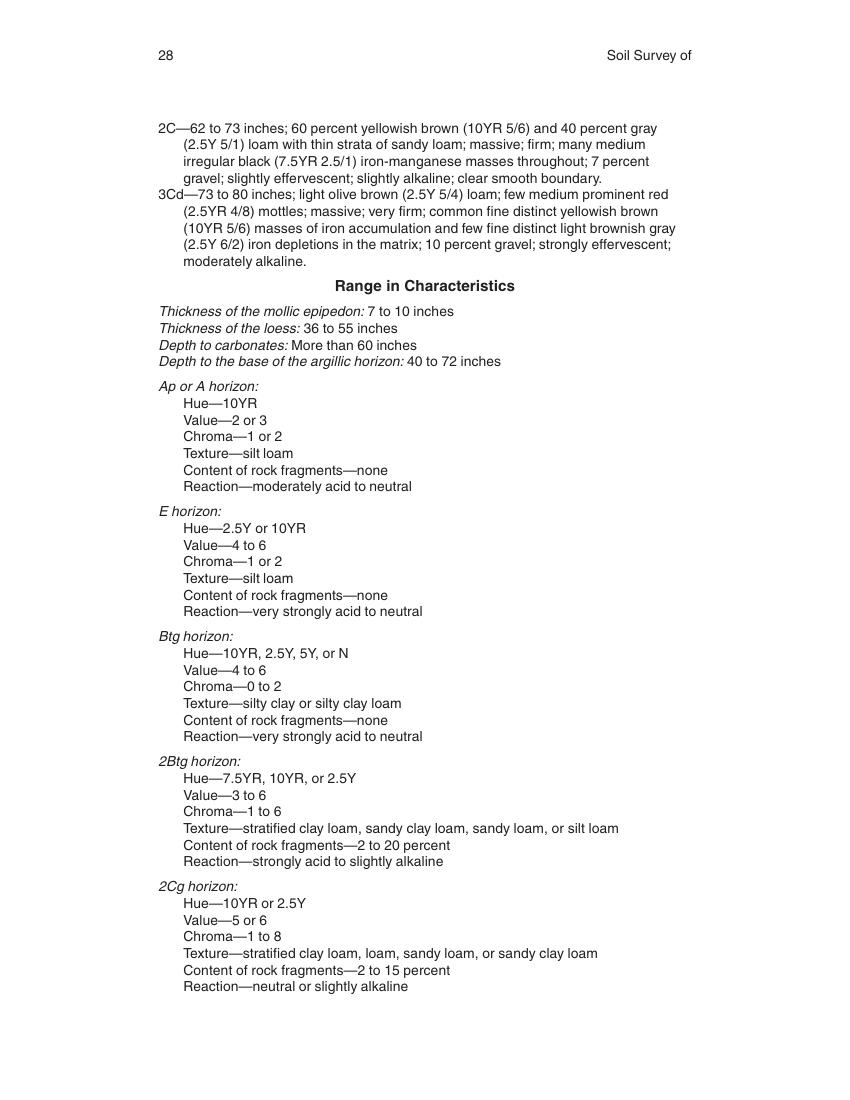 28
Soil Survey of
2C—62 to 73 inches; 60 percent yellowish brown (10YR 5/6) and 40 percent gray
(2.5Y 5/1) loam with thin strata of sandy loam; massive; firm; many medium
irregular black (7.5YR 2.5/1) iron-manganese masses throughout; 7 percent
gravel; slightly effervescent; slightly alkaline; clear smooth boundary.
3Cd—73 to 80 inches; light olive brown (2.5Y 5/4) loam; few medium prominent red
(2.5YR 4/8) mottles; massive; very firm; common fine distinct yellowish brown
(10YR 5/6) masses of iron accumulation and few fine distinct light brownish gray
(2.5Y 6/2) iron depletions in the matrix; 10 percent gravel; strongly effervescent;
moderately alkaline.
Range in Characteristics
Thickness of the mollic epipedon: 7 to 10 inches
Thickness of the loess: 36 to 55 inches
Depth to carbonates: More than 60 inches
Depth to the base of the argillic horizon: 40 to 72 inches
Ap or A horizon:
Hue—10YR
Value—2 or 3
Chroma—1 or 2
Texture—silt loam
Content of rock fragments—none
Reaction—moderately acid to neutral
E horizon:
Hue—2.5Y or 10YR
Value—4 to 6
Chroma—1 or 2
Texture—silt loam
Content of rock fragments—none
Reaction—very strongly acid to neutral
Btg horizon:
Hue—10YR, 2.5Y, 5Y, or N
Value—4 to 6
Chroma—0 to 2
Texture—silty clay or silty clay loam
Content of rock fragments—none
Reaction—very strongly acid to neutral
2Btg horizon:
Hue—7.5YR, 10YR, or 2.5Y
Value—3 to 6
Chroma—1 to 6
Texture—stratified clay loam, sandy clay loam, sandy loam, or silt loam
Content of rock fragments—2 to 20 percent
Reaction—strongly acid to slightly alkaline
2Cg horizon:
Hue—10YR or 2.5Y
Value—5 or 6
Chroma—1 to 8
Texture—stratified clay loam, loam, sandy loam, or sandy clay loam
Content of rock fragments—2 to 15 percent
Reaction—neutral or slightly alkaline